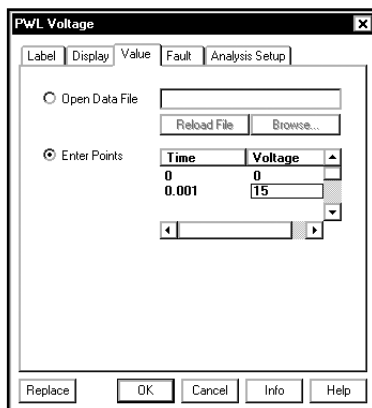 PWL Voltage
Label Display Value Fault Analysis Setup
Open Data File
Reload File Browse...
Enter Points Time Voltage
0 0
0.001 15
Replace OK Cancel Info Help